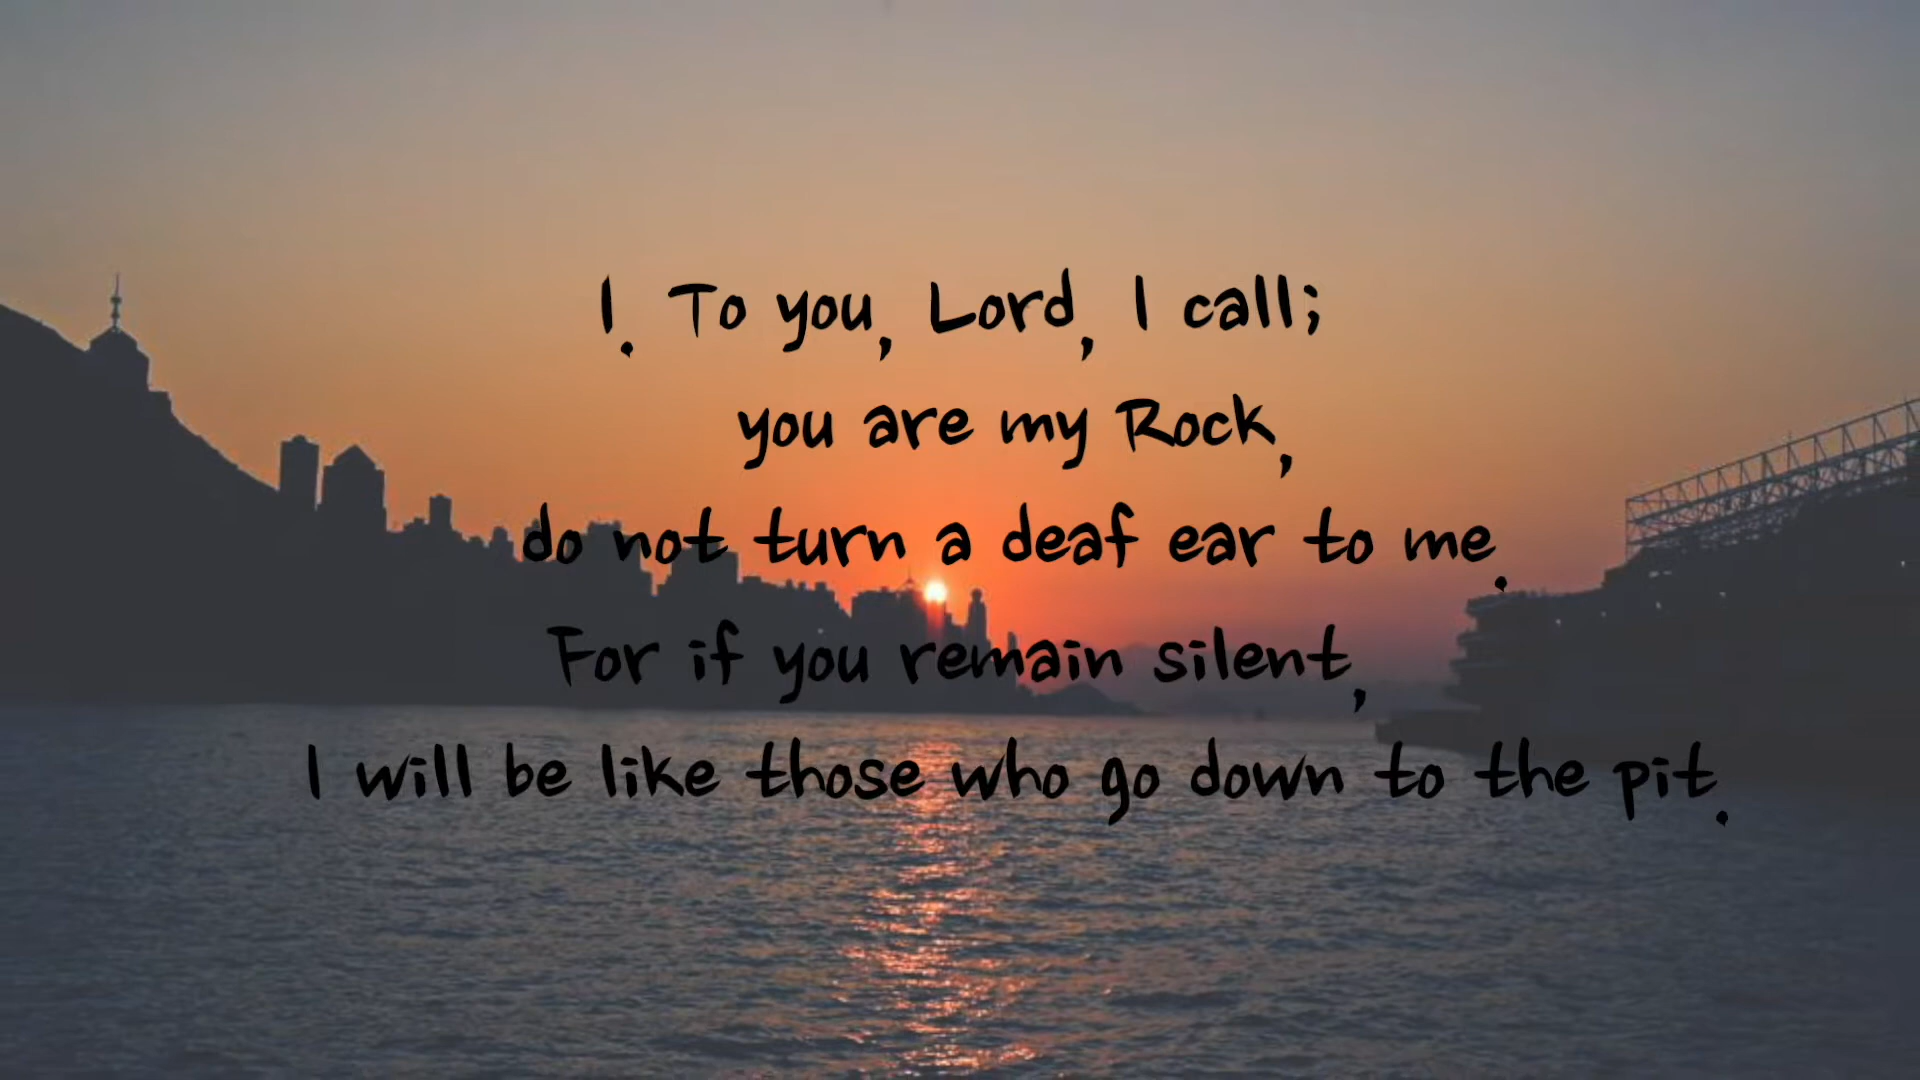 1. To you, Lord, I call;
you are my Rock,
do not turn a deaf ear to me.
For if you remain silent,
I will be like those who go down to the pit.